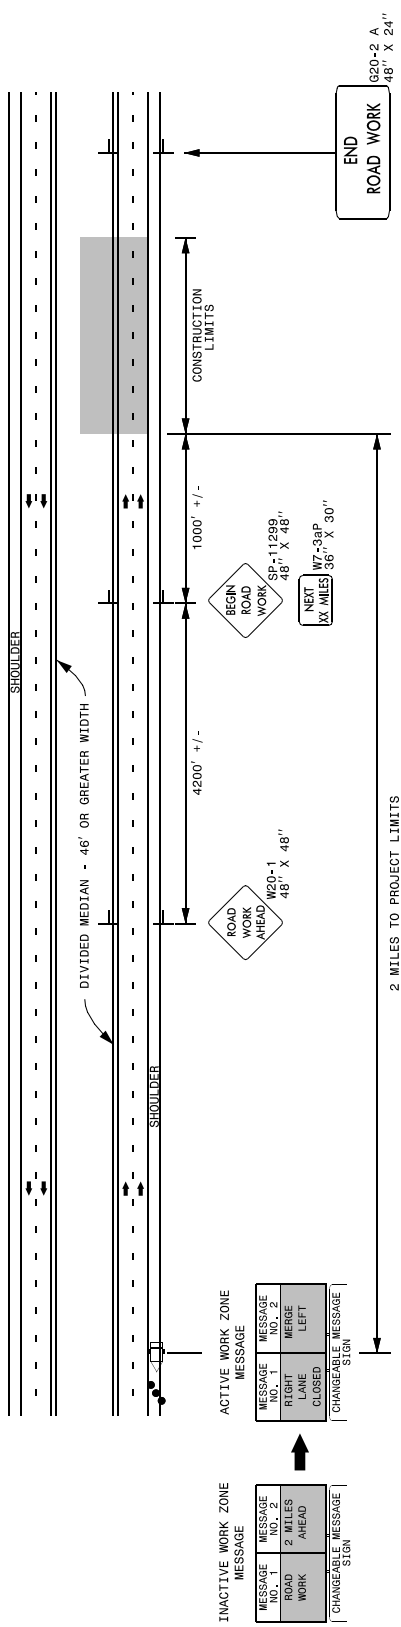 SHOULDER
DIVIDED MEDIAN - 46' OR GREATER WIDTH
SHOULDER
INACTIVE WORK ZONE
MESSAGE
MESSAGE
NO. 1
MESSAGE
NO. 2
ROAD
WORK
2 MILES
AHEAD
CHANGEABLE MESSAGE
SIGN
ACTIVE WORK ZONE
MESSAGE
MESSAGE
NO. 1
MESSAGE
NO. 2
RIGHT
LANE
CLOSED
MERGE
LEFT
CHANGEABLE MESSAGE
SIGN
ROAD
WORK
AHEAD
W20-1
48'' X 48''
4200' +/-
BEGIN
ROAD
WORK
SP-11299
48'' X 48''
NEXT
XX MILES
W7-3aP
36'' X 30''
1000' +/-
CONSTRUCTION
LIMITS
END
ROAD WORK
G20-2 A
48'' X 24''
2 MILES TO PROJECT LIMITS